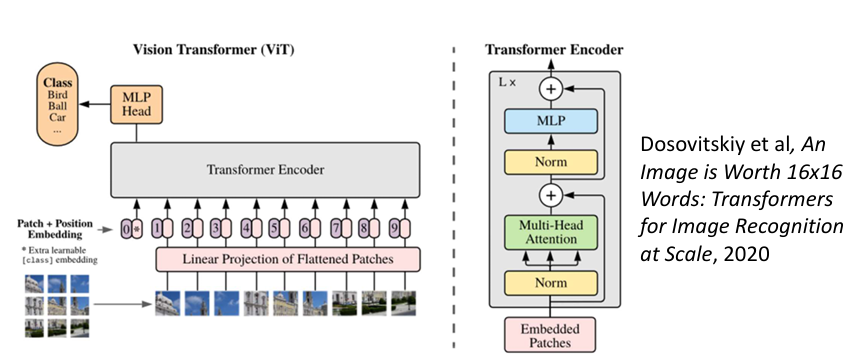 Vision Transformer (ViT)
Class
Bird
Ball
Car
...
MLP
Head
Transformer Encoder
Patch + Position
Embedding
* Extra learnable
[class] embedding
0 * 1 2 3 4 5 6 7 8 9
Linear Projection of Flattened Patches
Transformer Encoder
L x
+
MLP
Norm
+
Multi-Head
Attention
Norm
Embedded
Patches
Dosovitskiy et al, An
Image is Worth 16x16
Words: Transformers
for Image Recognition
at Scale, 2020